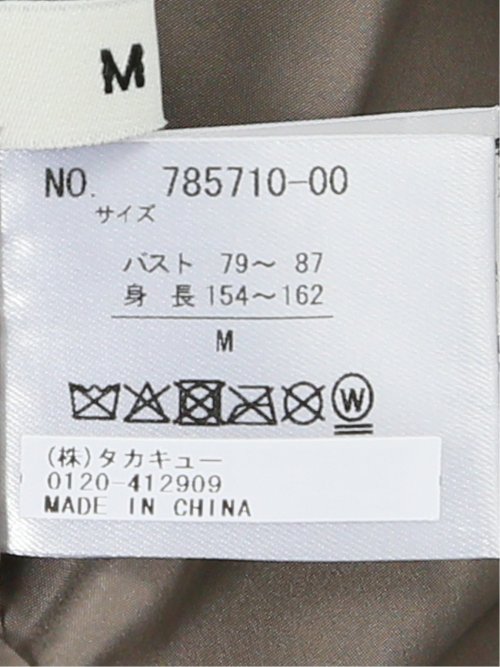 M
NO. 785710-00
サイズ
バスト 79～ 87
身 長 154～162
M
W
(株)タカキュー
0120-412909
MADE IN CHINA